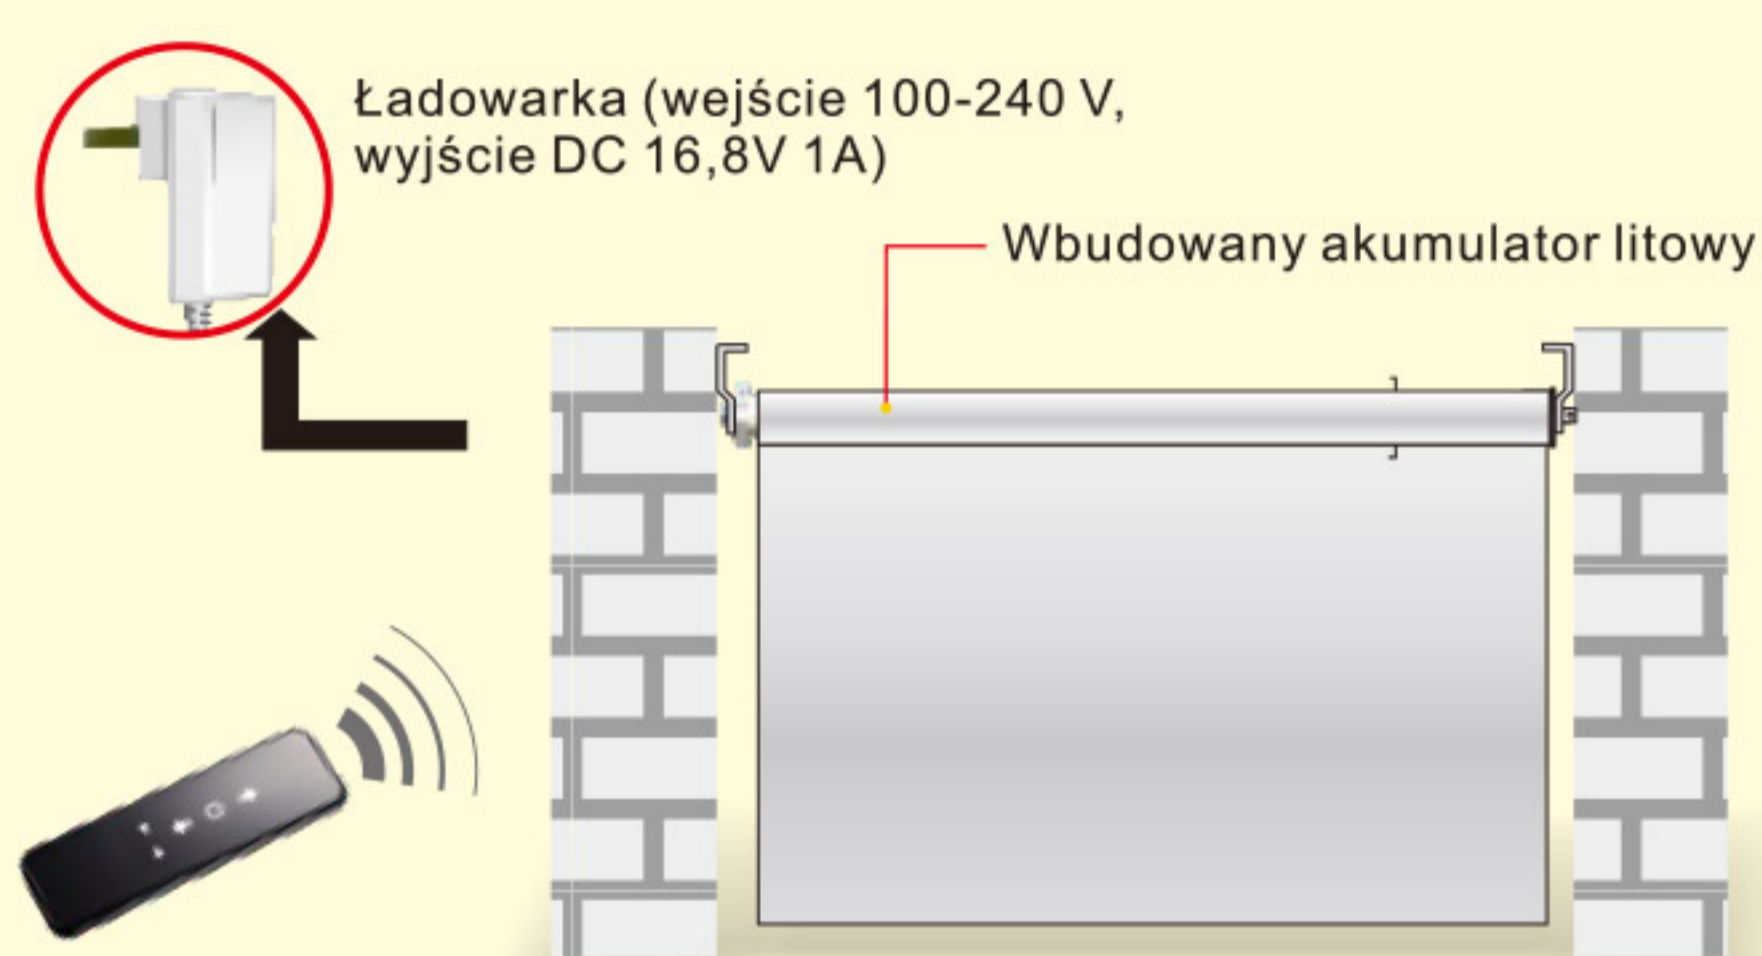 Ładowarka (wejście 100-240 V,
wyjście DC 16,8V 1A)
Wbudowany akumulator litowy